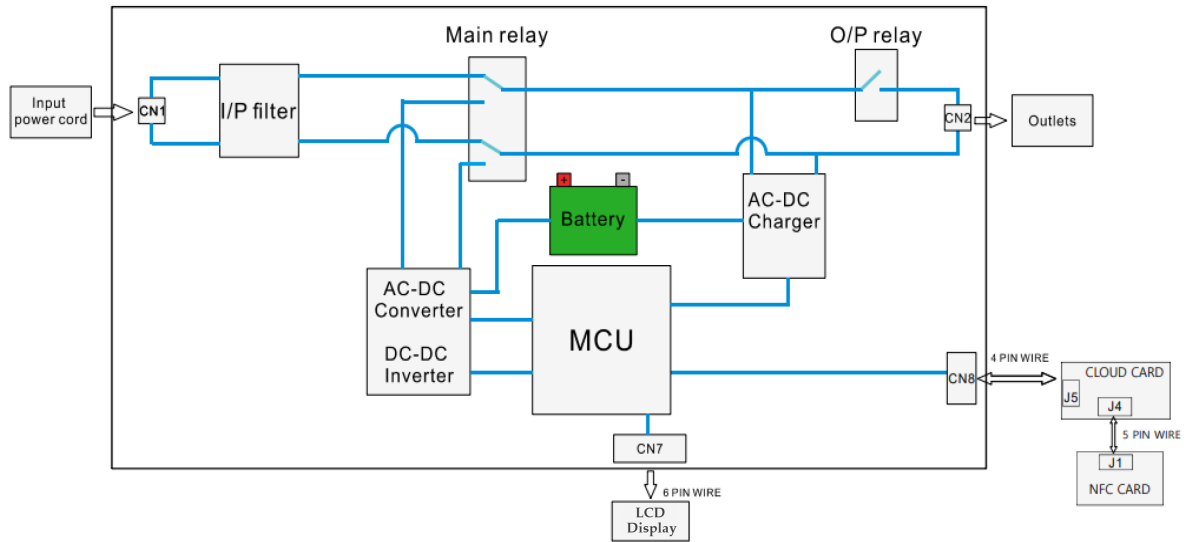 Main relay
O/P relay
Input
power cord
CN1
I/P filter
CN2
Outlets
+
-
Battery
AC-DC
Charger
AC-DC
Converter
DC-DC
Inverter
MCU
CN8
4 PIN WIRE
CLOUD CARD
J5
J4
5 PIN WIRE
J1
NFC CARD
CN7
6 PIN WIRE
LCD
Display